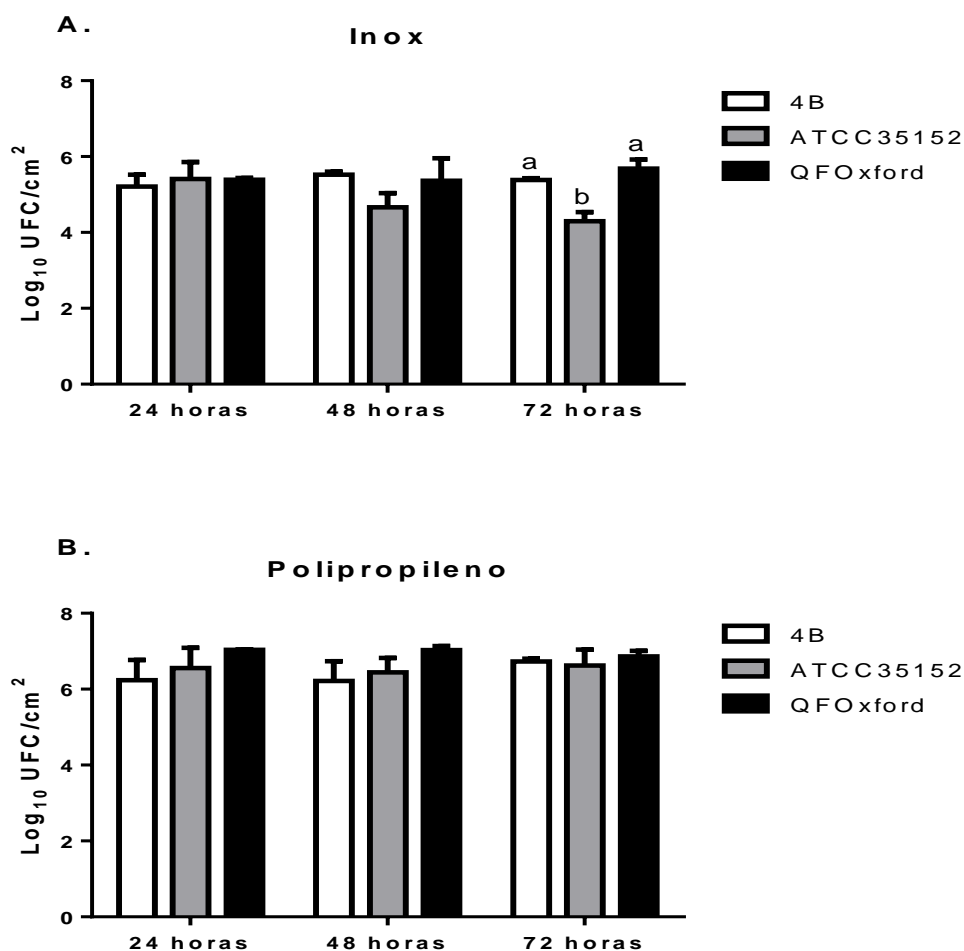 A.
Inox
8
6
4
2
0
Log10 UFC/cm2
a
b
a
24 horas
48 horas
72 horas
4B
ATCC35152
QFOxford
B.
Polipropileno
8
6
4
2
0
Log10 UFC/cm2
24 horas
48 horas
72 horas
4B
ATCC35152
QFOxford